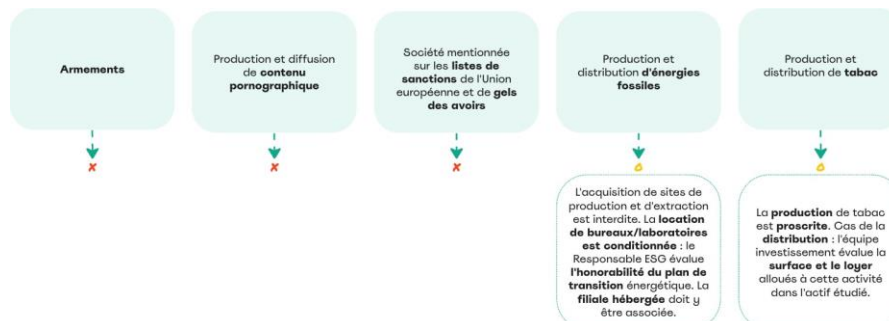 Armements
Production et diffusion
de contenu
pornographique
Société mentionnée
sur les listes de
sanctions de l'Union
européenne et de gels
des avoirs
Production et
distribution d'énergies
fossiles
Production et
distribution de tabac
L'acquisition de sites de
production et d'extraction
est interdite. La location
de bureaux/laboratoires
est conditionnée : le
Responsable ESG évalue
l'honorabilité du plan de
transition énergétique. La
filiale hébergée doit y
être associée.
La production de tabac
est proscrite. Cas de la
distribution : l'équipe
investissement évalue la
surface et le loyer
alloués à cette activité
dans l'actif étudié.